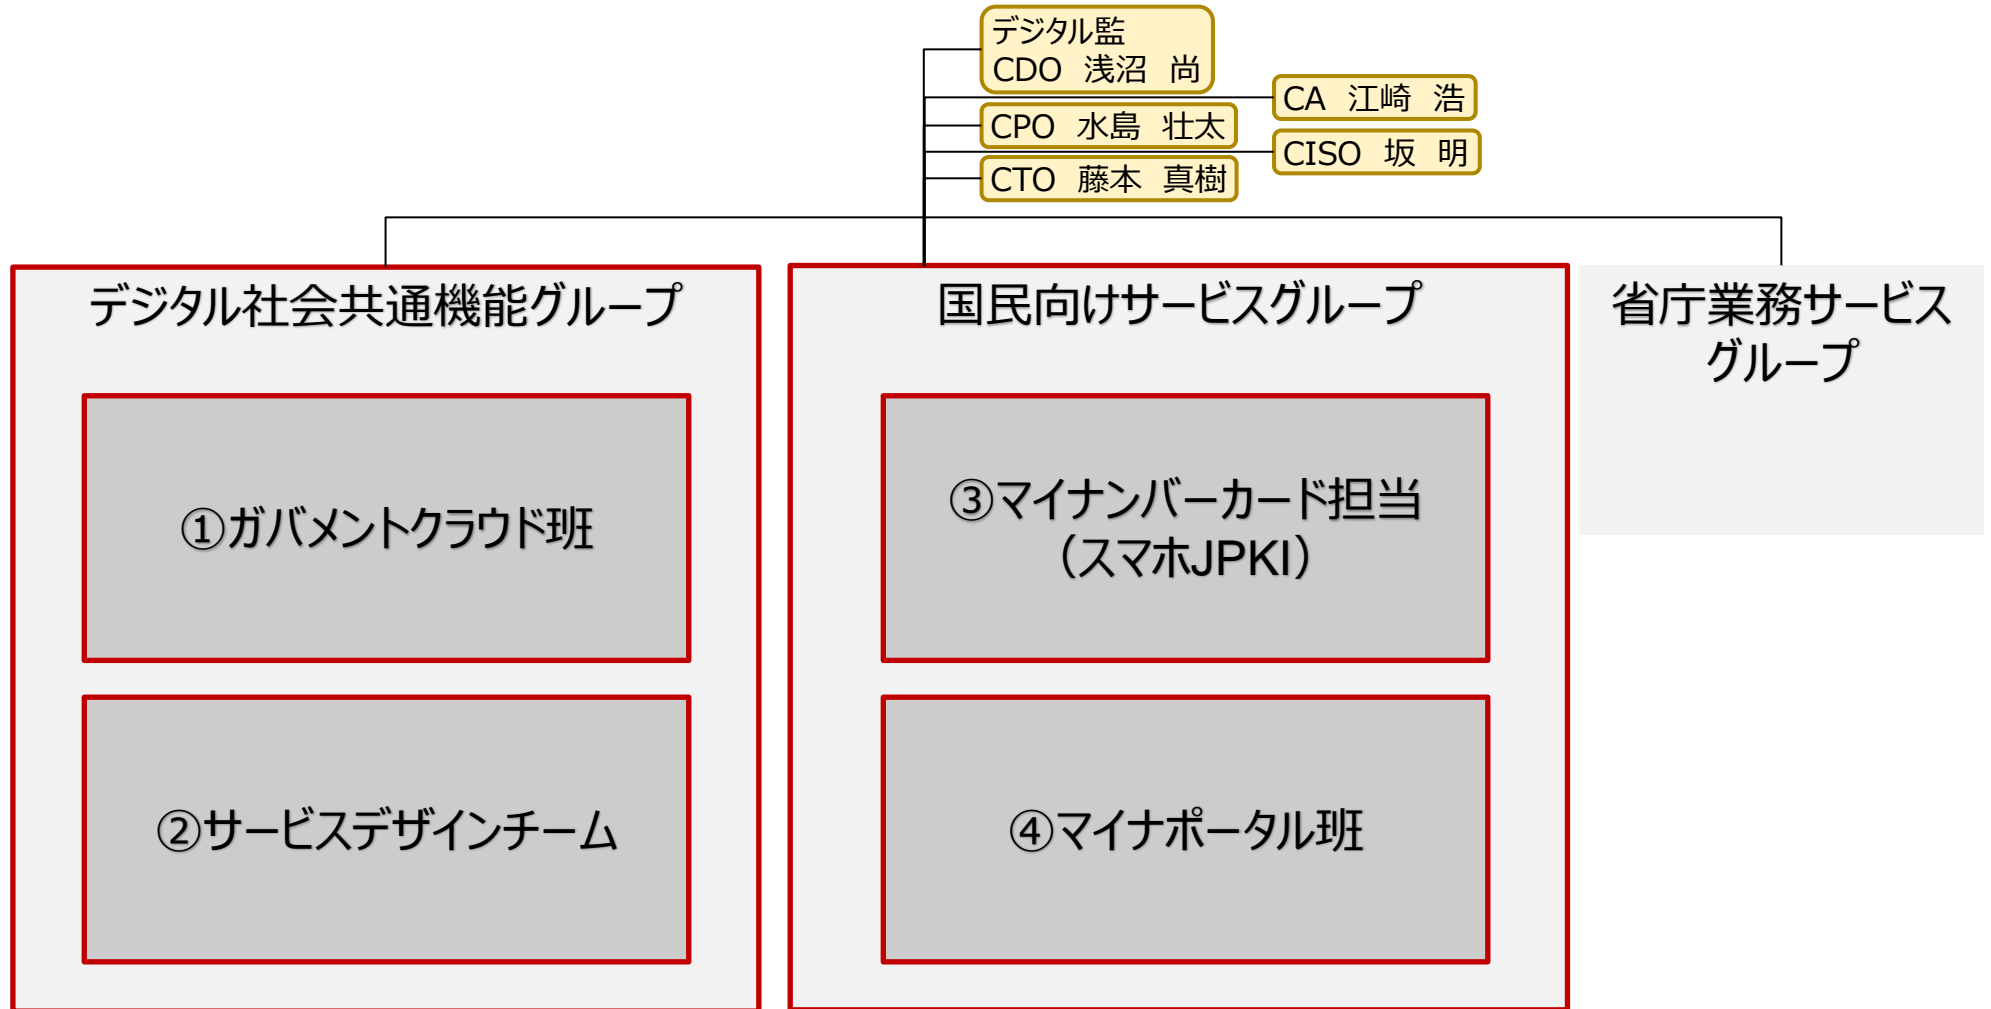 デジタル監
CDO　浅沼　尚
CA　江崎　浩
CPO　水島　壮太
CISO　坂　明
CTO　藤本　真樹
デジタル社会共通機能グループ
①ガバメントクラウド班
②サービスデザインチーム
国民向けサービスグループ
③マイナンバーカード担当
（スマホJPKI）
④マイナポータル班
省庁業務サービス
グループ